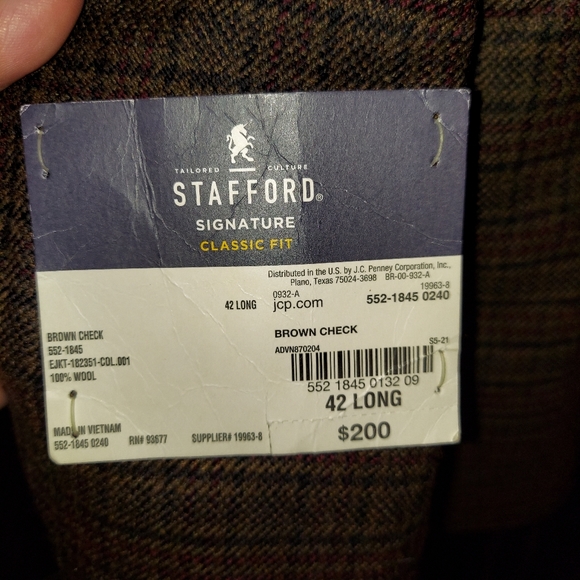 TAILORED CULTURE
STAFFORD®
SIGNATURE
CLASSIC FIT
Distributed in the U.S. by J.C. Penney Corporation, Inc.,
Plano, Texas 75024-3698 BR-00-932-A
0932-A 19963-8
42 LONG jcp.com 552-1845 0240
BROWN CHECK
552-1845
EJKT-182351-COL.001
100% WOOL
MADE IN VIETNAM
552-1845 0240 RN# 93677 SUPPLIER# 19963-8
BROWN CHECK
ADVN870204 S5-21
552 1845 0132 09
42 LONG
$200